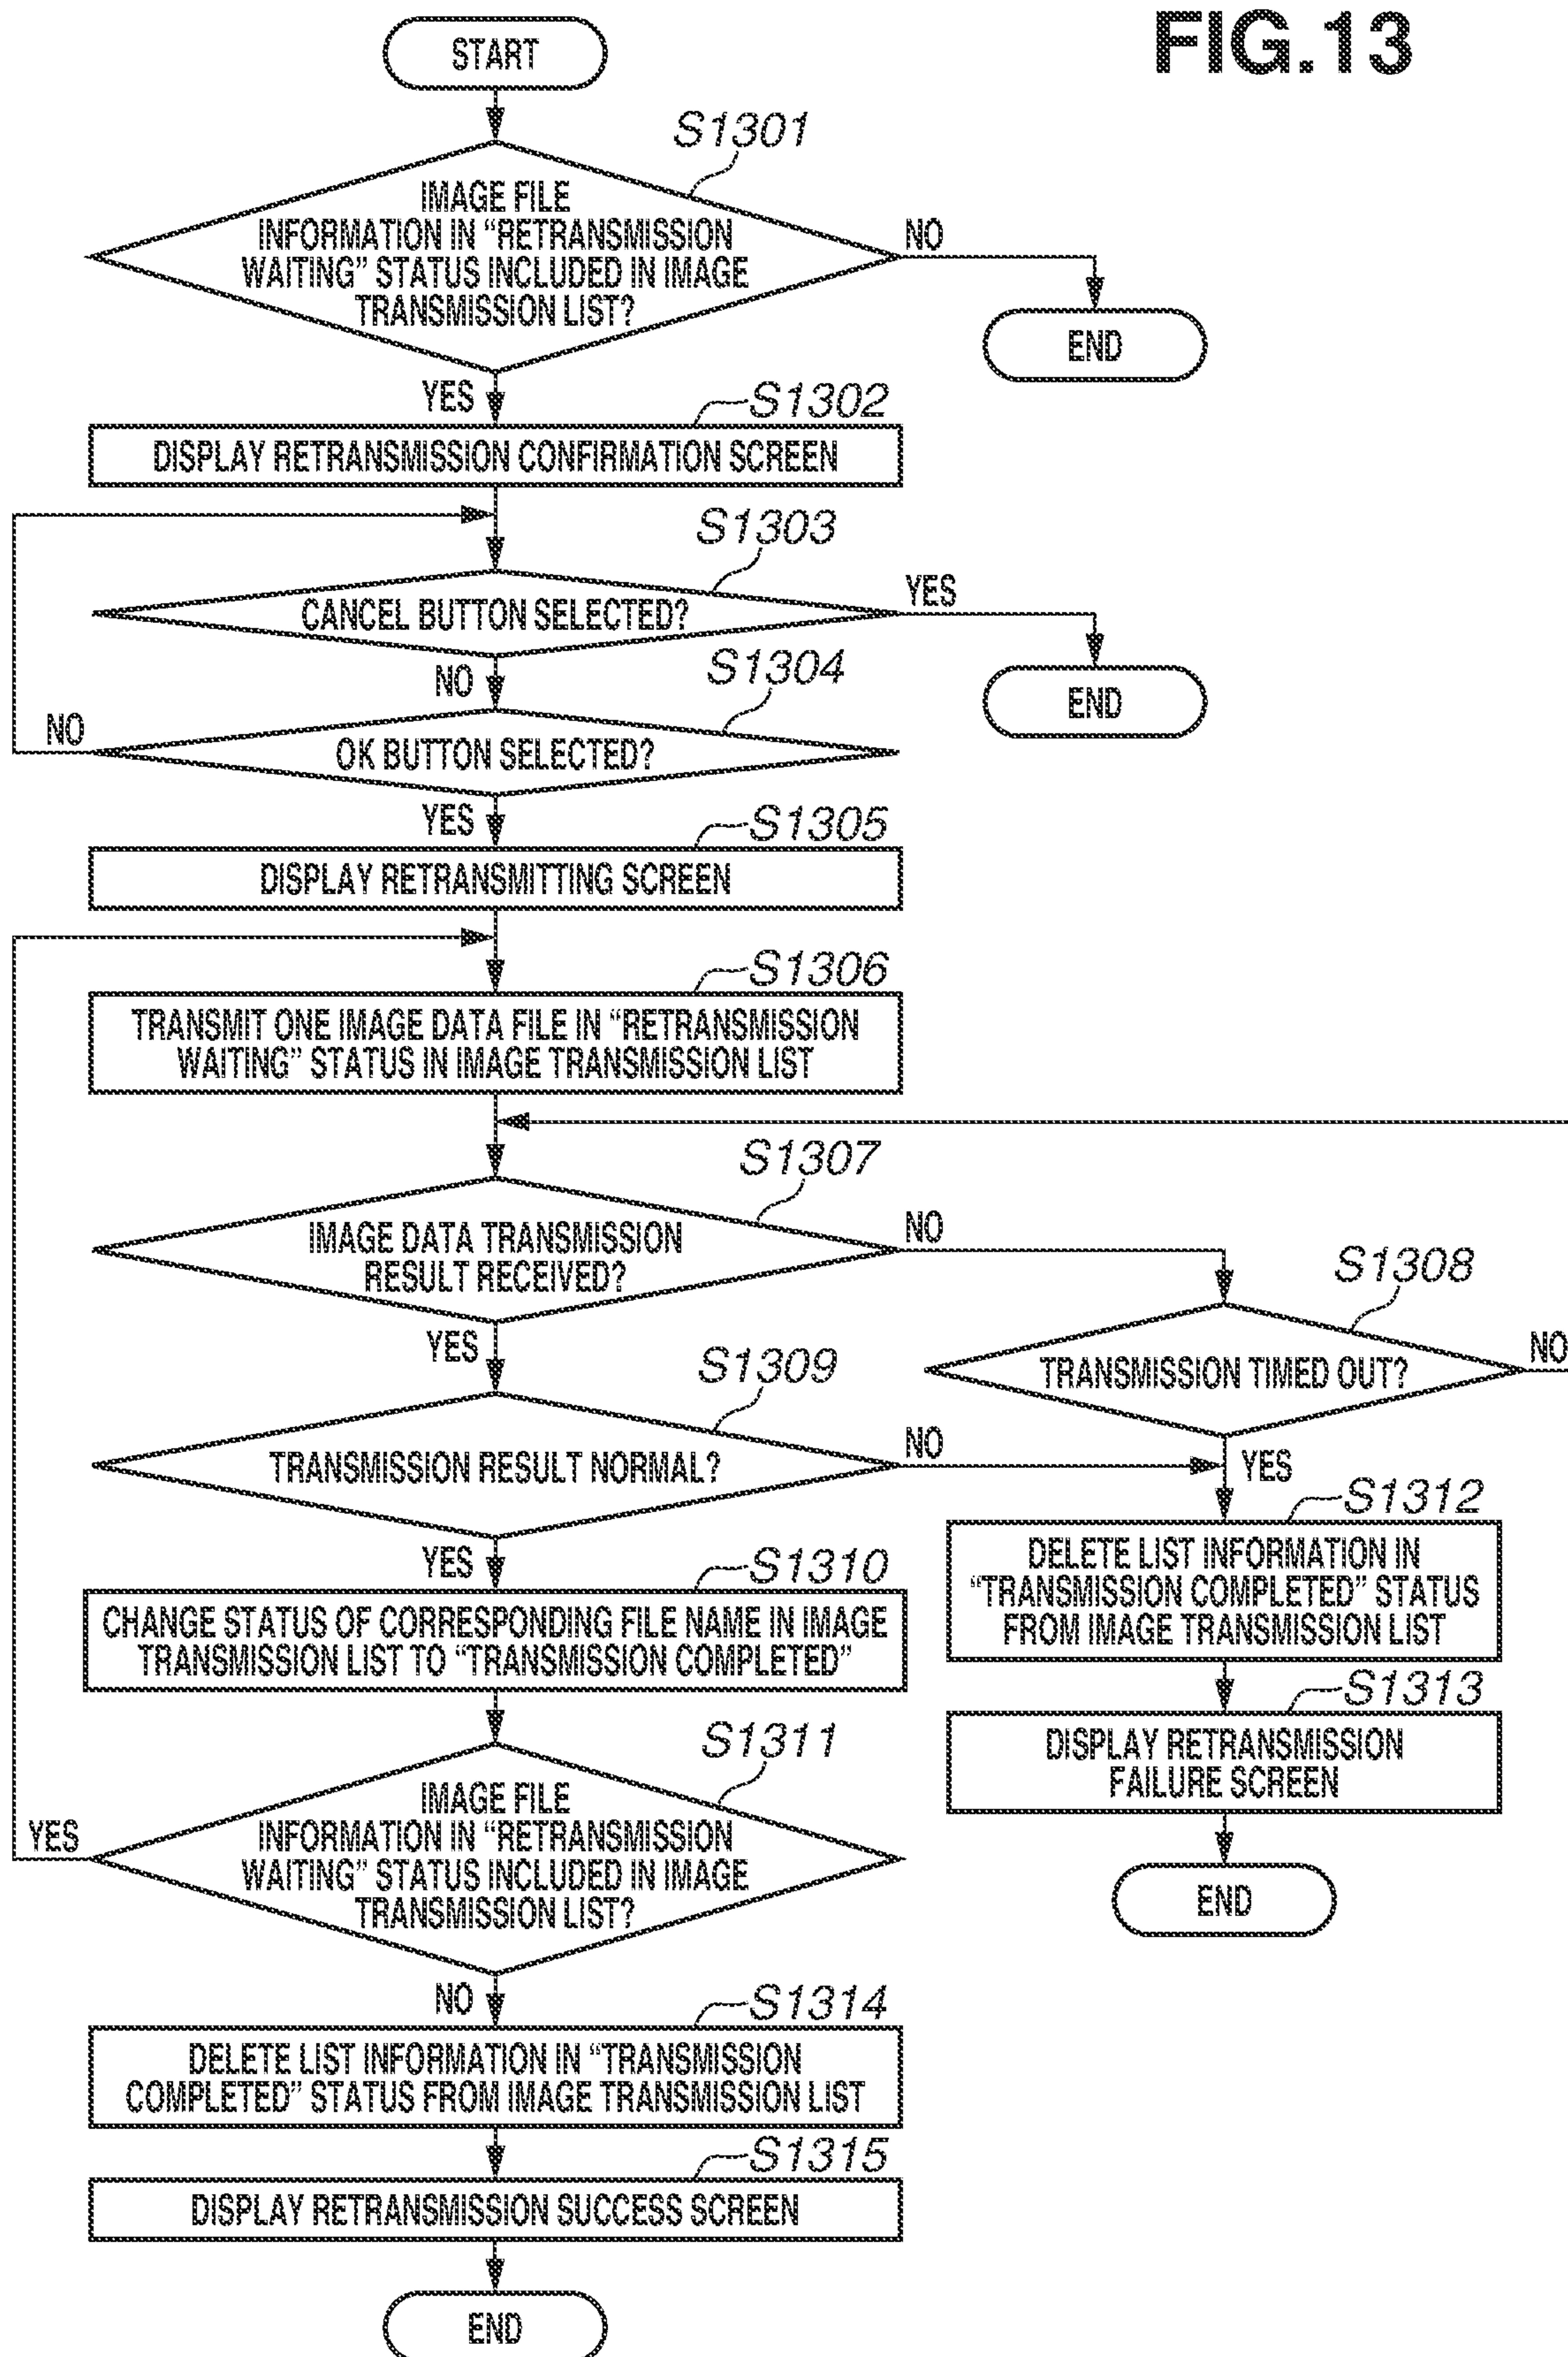 FIG.13
START
S1301
IMAGE FILE
INFORMATION IN “RETRANSMISSION
WAITING” STATUS INCLUDED IN IMAGE
TRANSMISSION LIST?
NO
END
YES
S1302
DISPLAY RETRANSMISSION CONFIRMATION SCREEN
S1303
CANCEL BUTTON SELECTED?
YES
END
NO
S1304
OK BUTTON SELECTED?
NO
YES
S1305
DISPLAY RETRANSMITTING SCREEN
S1306
TRANSMIT ONE IMAGE DATA FILE IN “RETRANSMISSION
WAITING” STATUS IN IMAGE TRANSMISSION LIST
S1307
IMAGE DATA TRANSMISSION
RESULT RECEIVED?
NO
YES
S1308
TRANSMISSION TIMED OUT?
NO
YES
S1309
TRANSMISSION RESULT NORMAL?
NO
YES
S1310
CHANGE STATUS OF CORRESPONDING FILE NAME IN IMAGE
TRANSMISSION LIST TO “TRANSMISSION COMPLETED”
S1311
IMAGE FILE
INFORMATION IN “RETRANSMISSION
WAITING” STATUS INCLUDED IN IMAGE
TRANSMISSION LIST?
YES
NO
S1312
DELETE LIST INFORMATION IN
“TRANSMISSION COMPLETED” STATUS
FROM IMAGE TRANSMISSION LIST
S1313
DISPLAY RETRANSMISSION
FAILURE SCREEN
END
S1314
DELETE LIST INFORMATION IN “TRANSMISSION
COMPLETED” STATUS FROM IMAGE TRANSMISSION LIST
S1315
DISPLAY RETRANSMISSION SUCCESS SCREEN
END